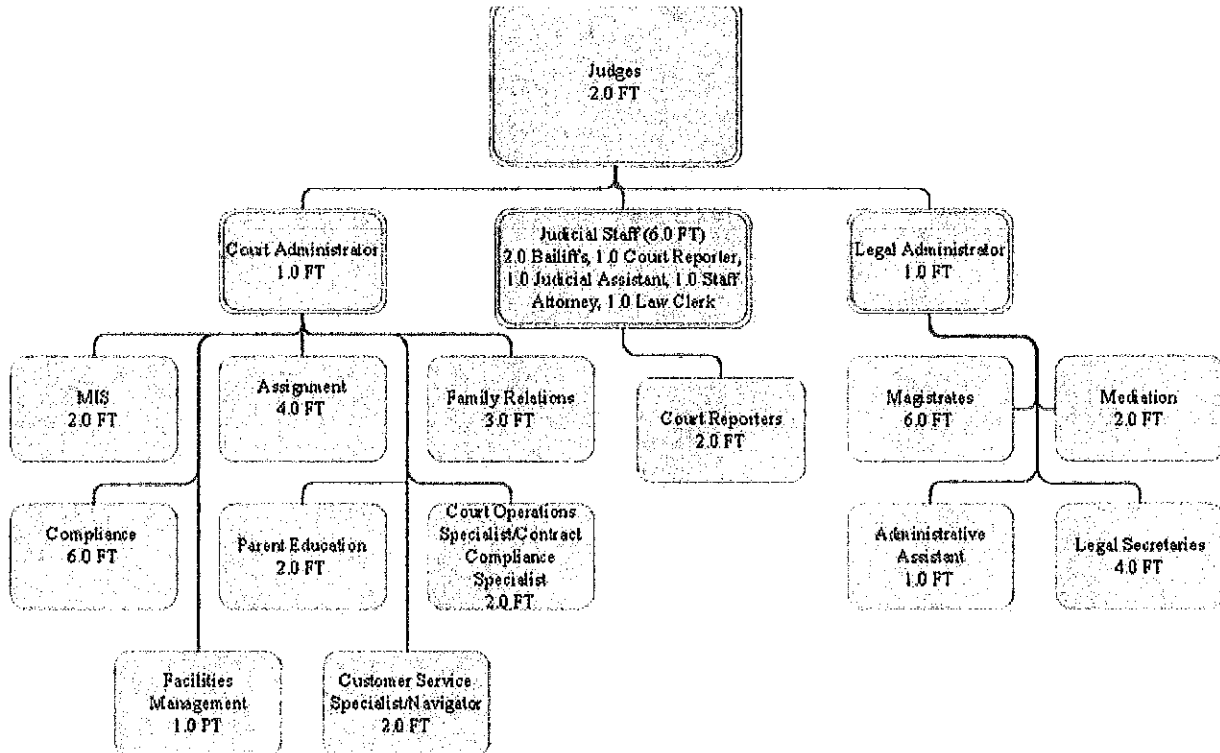 Judges
2.0 FT
Court Administrator
1.0 FT
Judicial Staff (6.0 FT)
2.0 Bailiffs, 1.0 Court Reporter,
1.0 Judicial Assistant, 1.0 Staff
Attorney, 1.0 Law Clerk
Legal Administrator
1.0 FT
MIS
2.0 FT
Assignment
4.0 FT
Family Relations
3.0 FT
Court Reporters
2.0 FT
Magistrates
6.0 FT
Mediation
2.0 FT
Compliance
6.0 FT
Parent Education
2.0 FT
Court Operations
Specialist/Contract
Compliance
Specialist
2.0 FT
Administrative
Assistant
1.0 FT
Legal Secretaries
4.0 FT
Facilities
Management
1.0 PT
Customer Service
Specialist/Navigator
2.0 FT